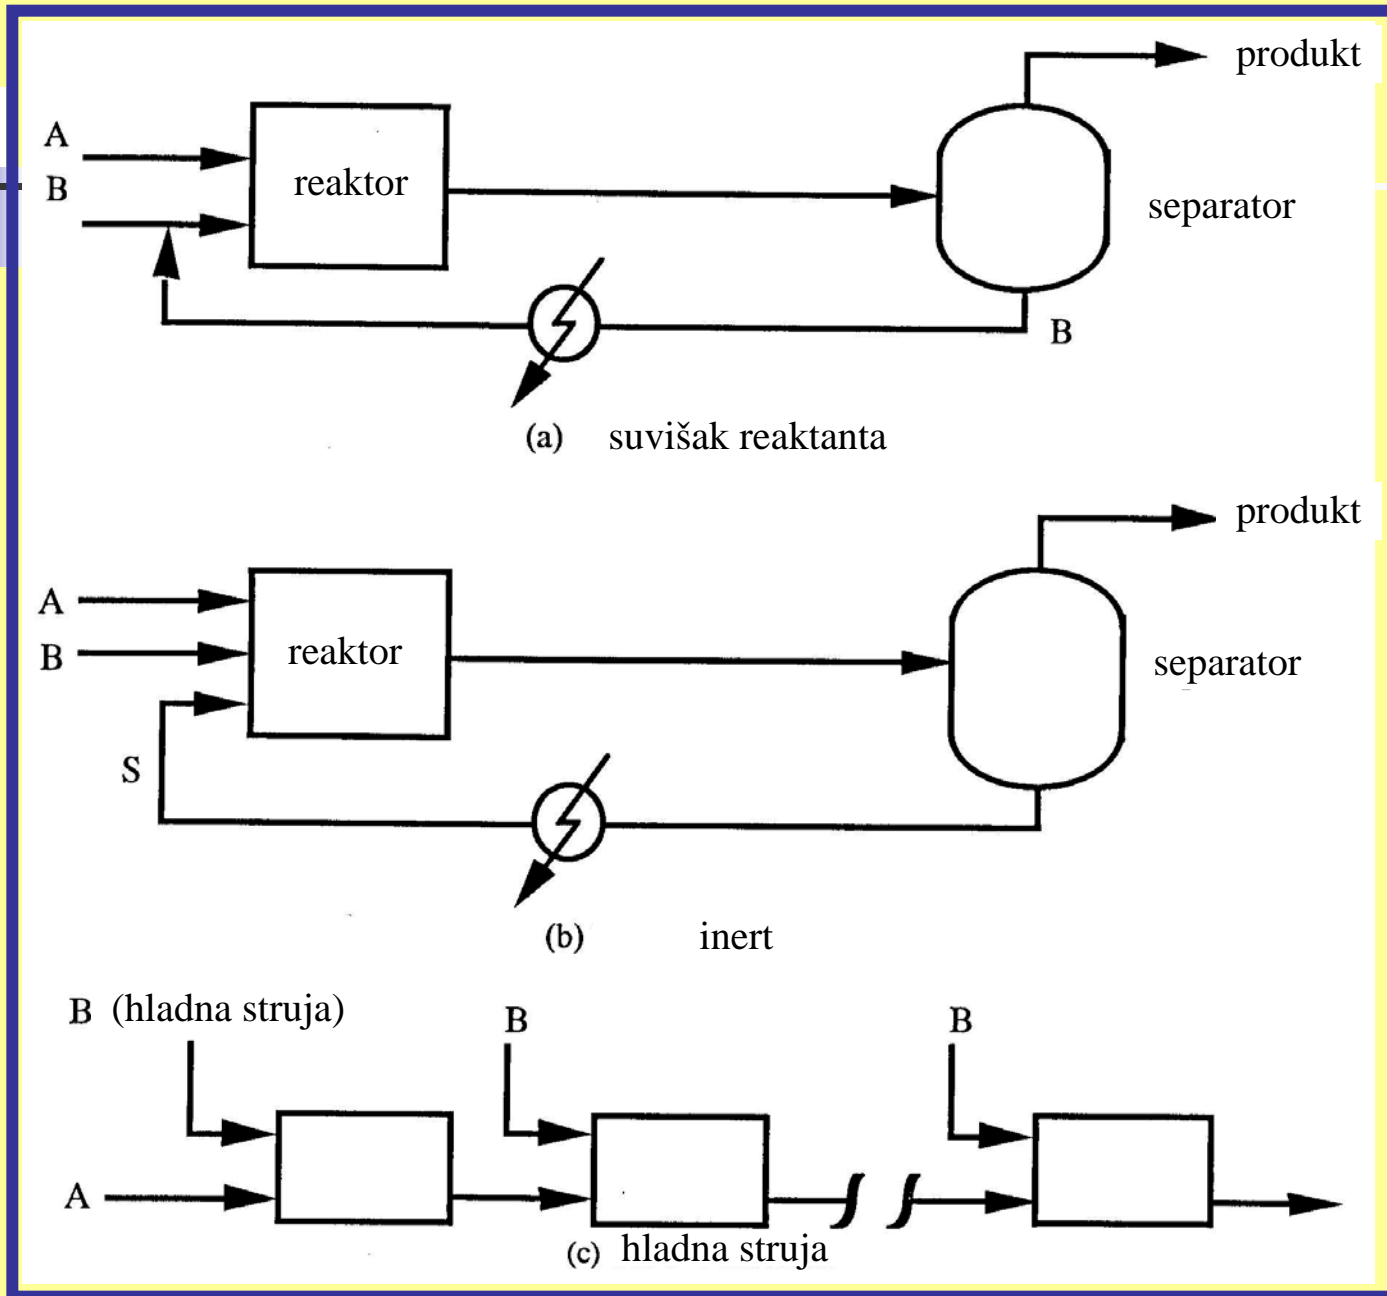 produkt
A
B
reaktor
separator
B
(a) suvišak reaktanta
produkt
A
B
reaktor
separator
S
(b) inert
B (hladna struja)
B
B
A
(c) hladna struja